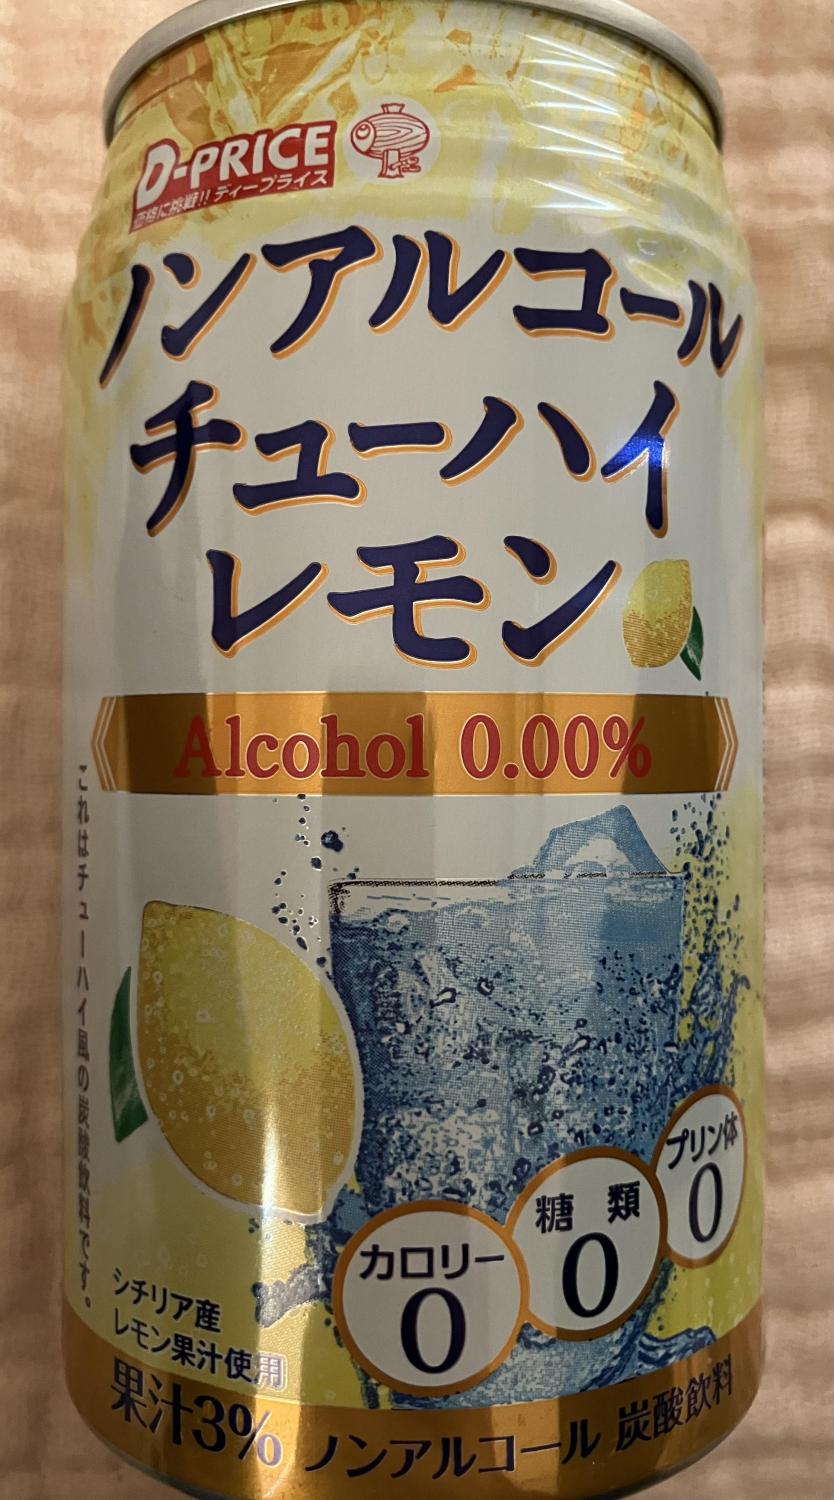 D-PRICE
価格に挑戦!! ディープライス
ノンアルコール
チューハイ
レモン
Alcohol 0.00%
これはチューハイ風の炭酸飲料です。
プリン体
0
糖類
0
カロリー
0
シチリア産
レモン果汁使用
果汁3% ノンアルコール 炭酸飲料